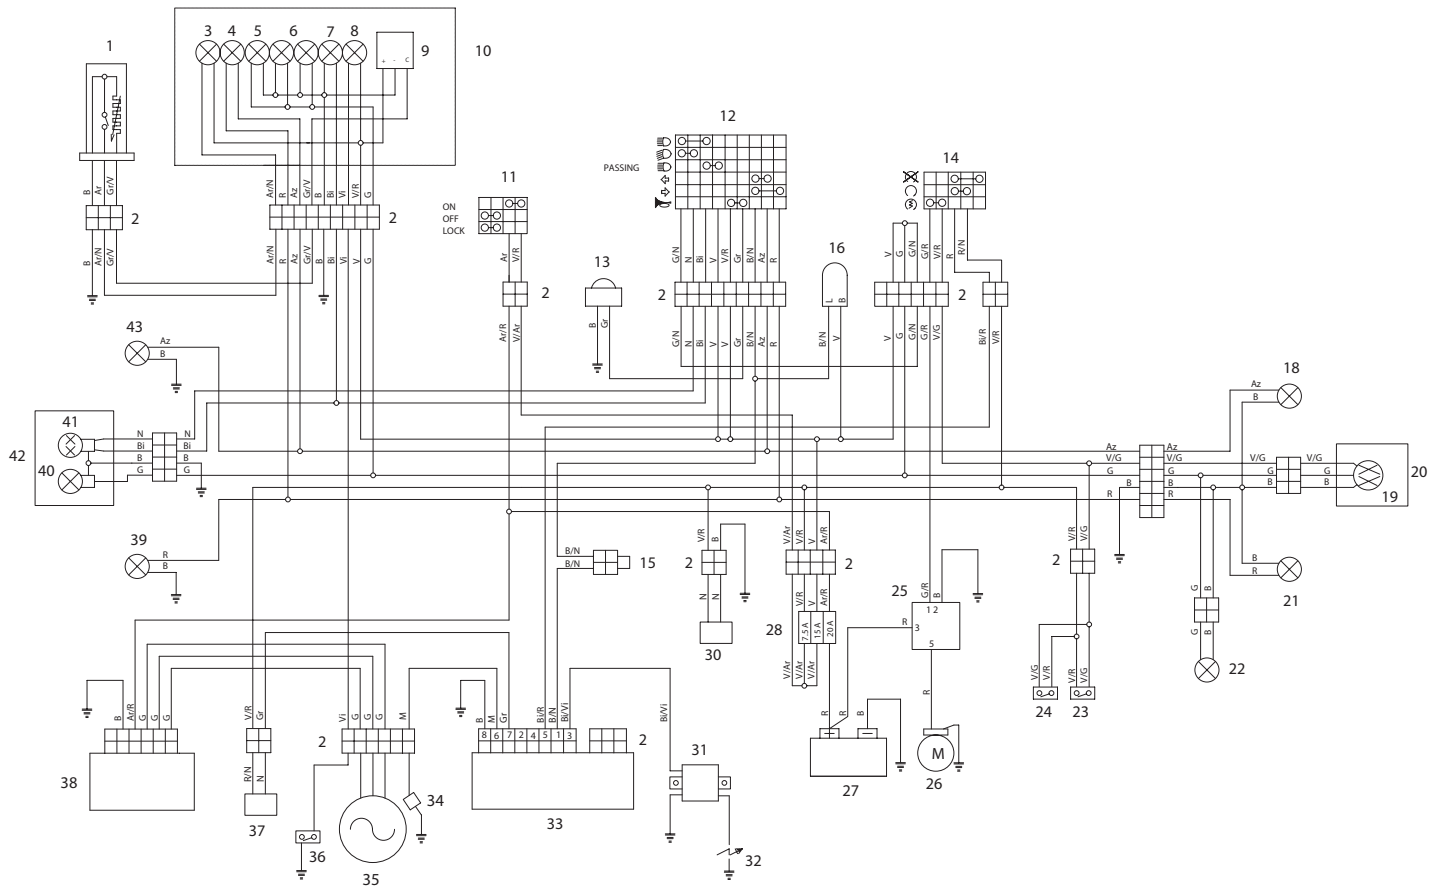 3 4 5 6 7 8
9
10
+ - C
1
12
PASSING
14
11
ON
OFF
LOCK
Ar/N R Az Gr/V B Bi Vi V/R G
B Ar Gr/V
2
2
B Ar/N Gr/V
Ar/N R Az Gr/V B Bi Vi V G
Ar V/R
2
Ar/R V/Ar
13
B Gr
G/N N Bi V V/R Gr B/N Az R
2
G/N N Bi V V Gr B/N Az R
16
L B
B/N V
V G G/N G/R V/R R R/N
2
V G G/N G/R V/G
Bi/R V/R
43
Az
B
18
Az
B
42
41
40
N N
Bi Bi
B B
G G
Az Az
V/G V/G V/G V/G
G G G G
B B B B
R R
20
19
39
R
B
B/N
B/N
15
V/R B
2
N N
30
V/Ar V/R V Ar/R
2
V/R V Ar/R
28
7.5 A 15 A 20 A
V/Ar V/Ar V/Ar
25
G/R B
1 2
3
5
R
R
V/R V/G
2
V/G V/R V/R V/G
24 23
B
R
21
G B
G B
22
B Ar/R G G G
38
V/R Gr
R/N N
37
2
Vi G G G M
34
36
35
B M Gr Bi/R B/N Bi/Vi
8 6 7 2 4 5 1 3
2
33
Bi/Vi
31
32
R R B
+ −
27
M
26